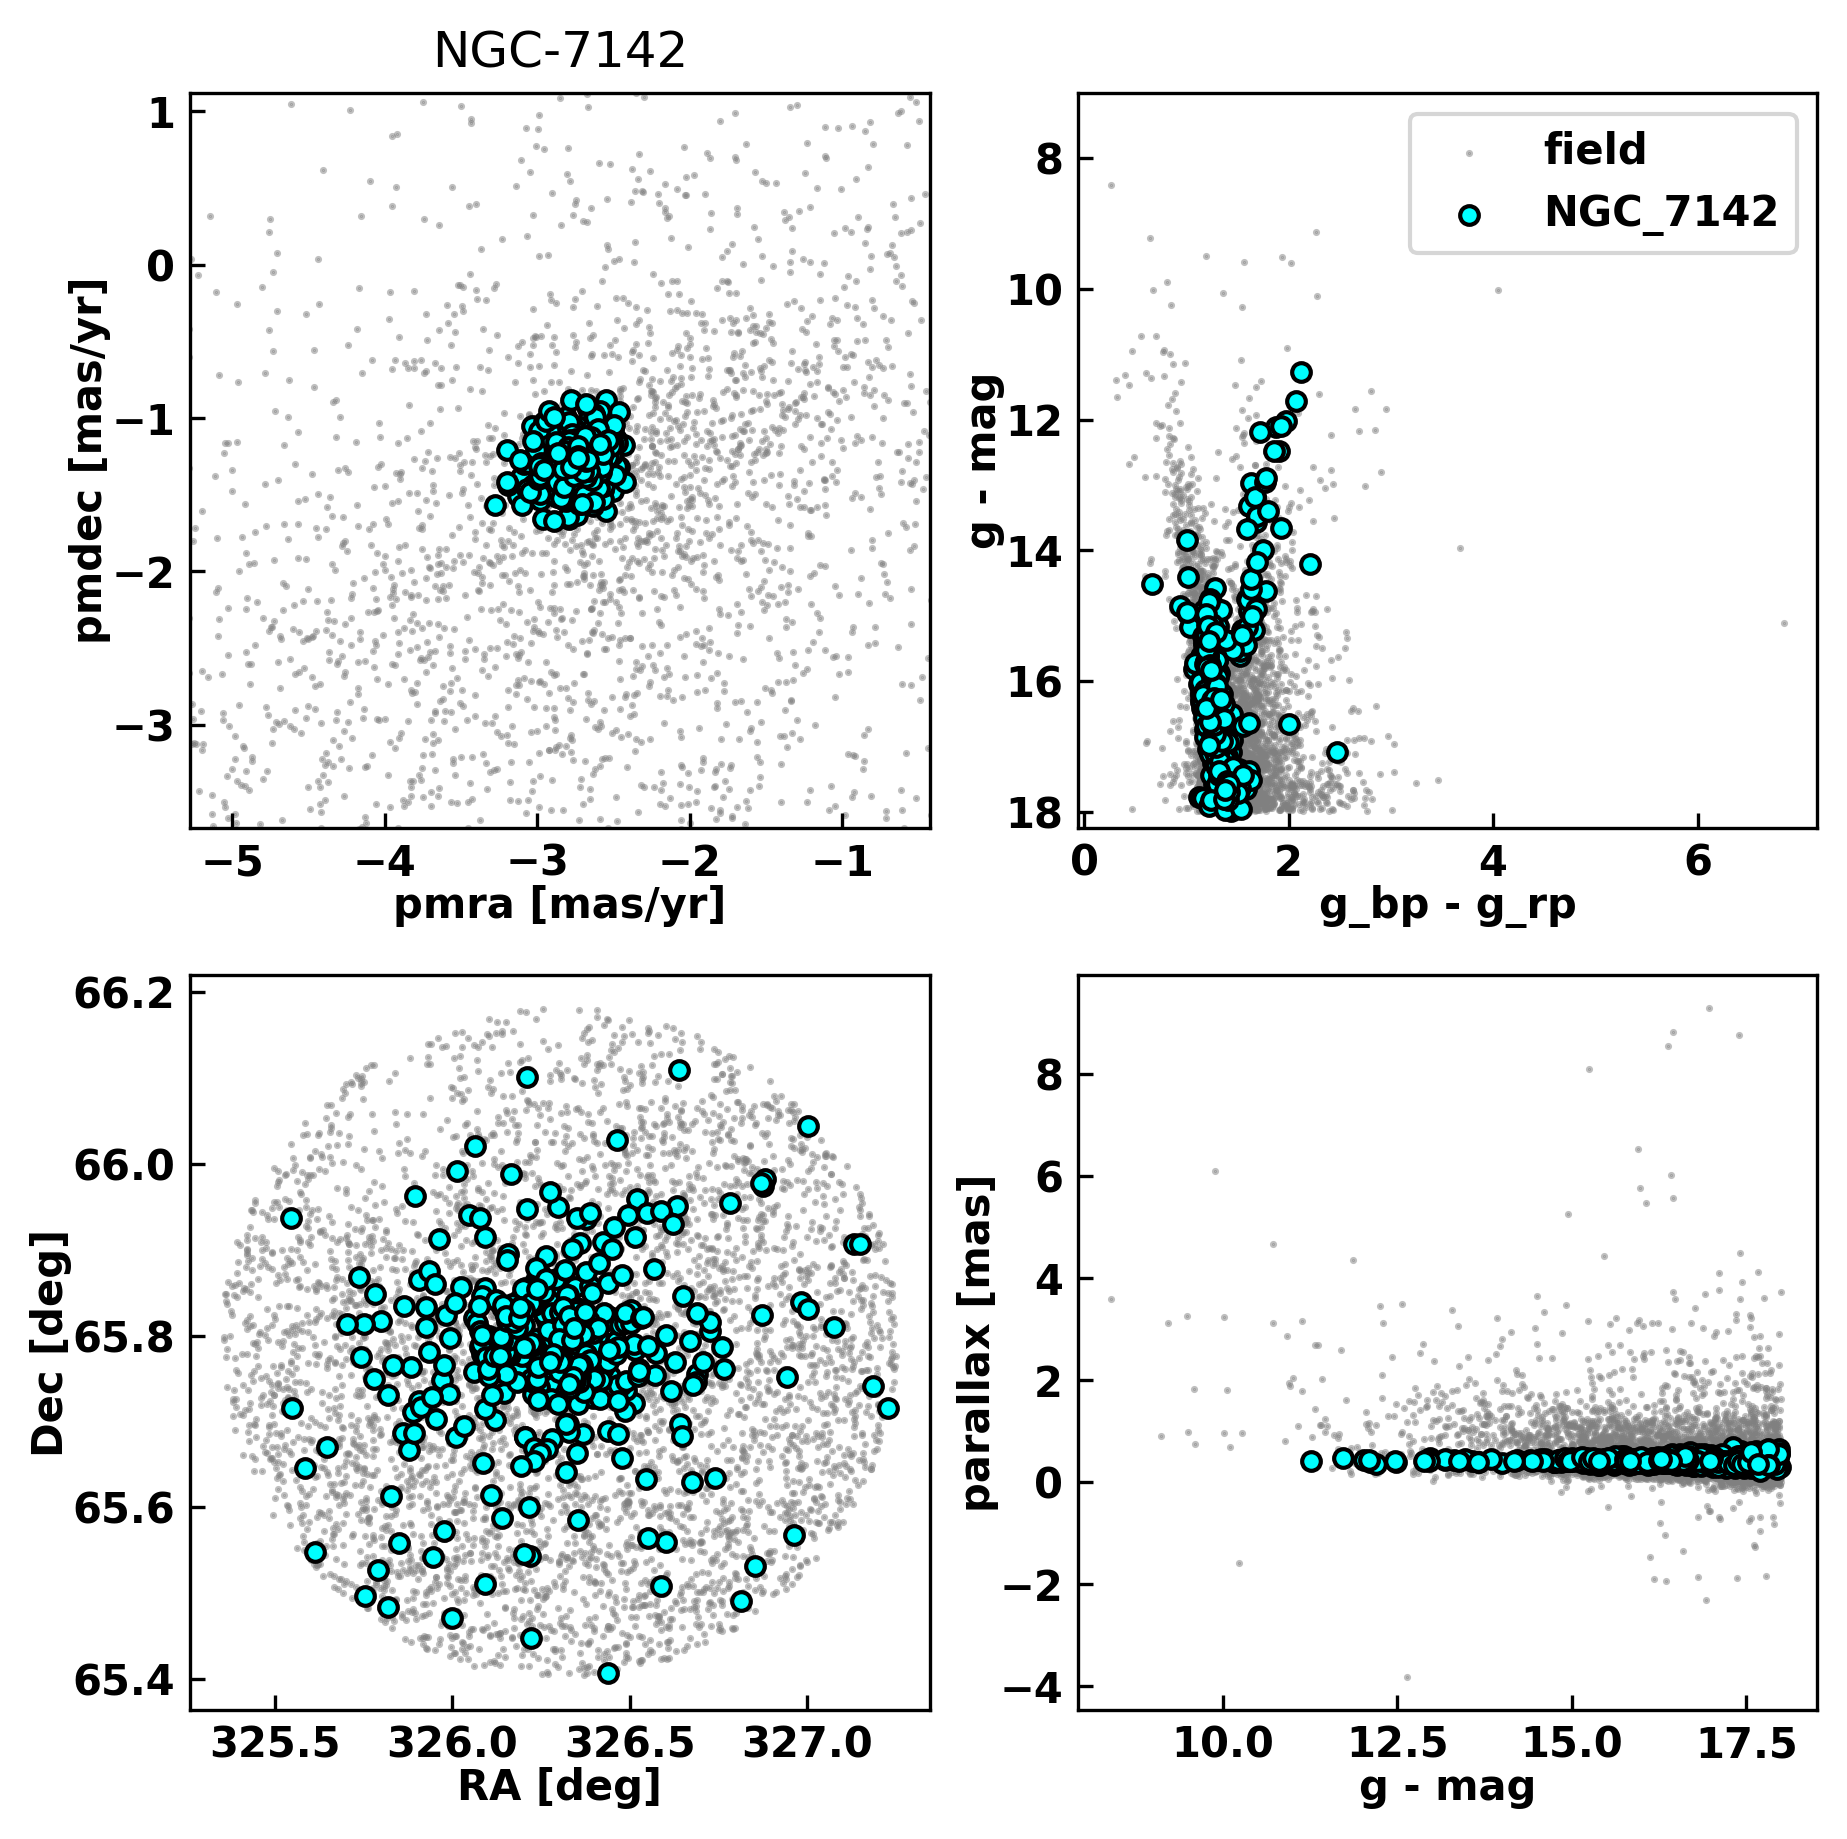 NGC-7142
1
0
−1
−2
−3
pmdec [mas/yr]
−5 −4 −3 −2 −1
pmra [mas/yr]
field
NGC_7142
8
10
12
14
16
18
g - mag
0 2 4 6
g_bp - g_rp
66.2
66.0
65.8
65.6
65.4
Dec [deg]
325.5 326.0 326.5 327.0
RA [deg]
8
6
4
2
0
−2
−4
parallax [mas]
10.0 12.5 15.0 17.5
g - mag